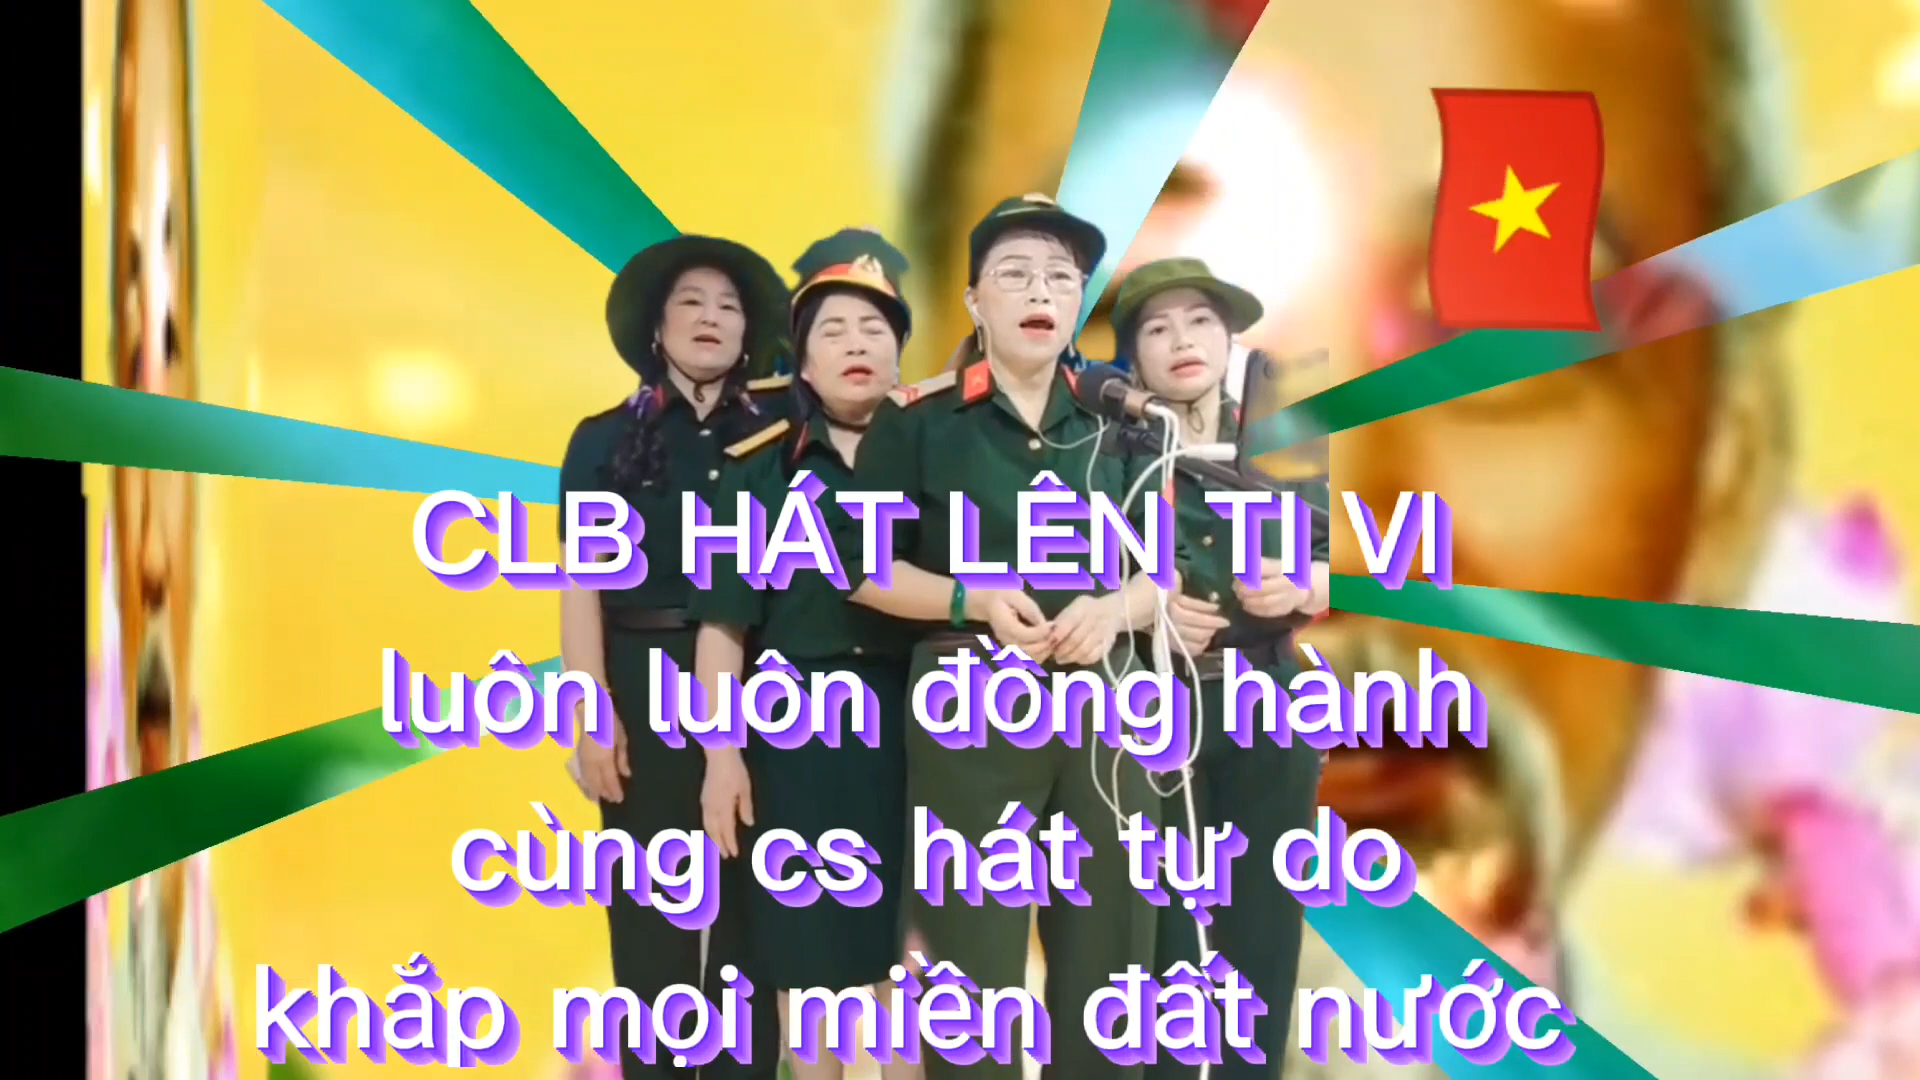 CLB HÁT LÊN TI VI
luôn luôn đồng hành
cùng cs hát tự do
khắp mọi miền đất nước